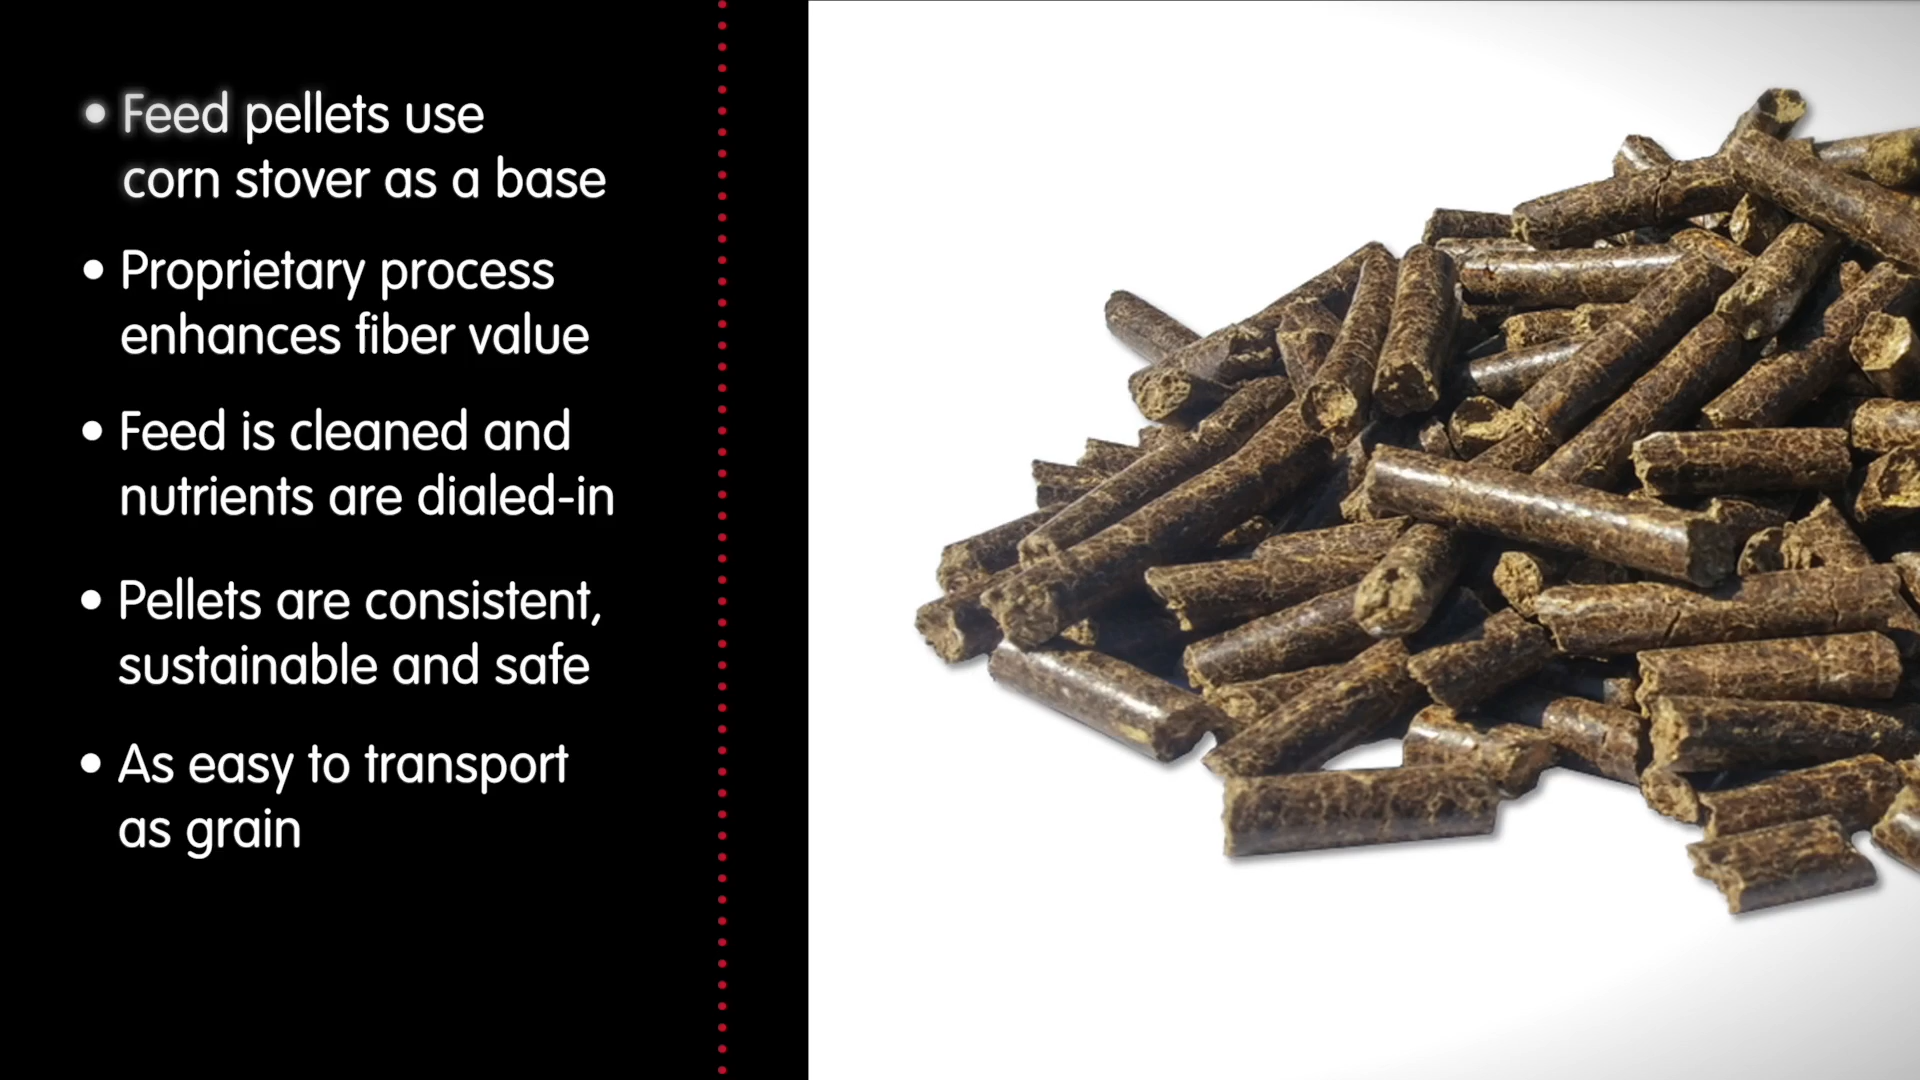 • Feed pellets use
corn stover as a base
• Proprietary process
enhances fiber value
• Feed is cleaned and
nutrients are dialed-in
• Pellets are consistent,
sustainable and safe
• As easy to transport
as grain